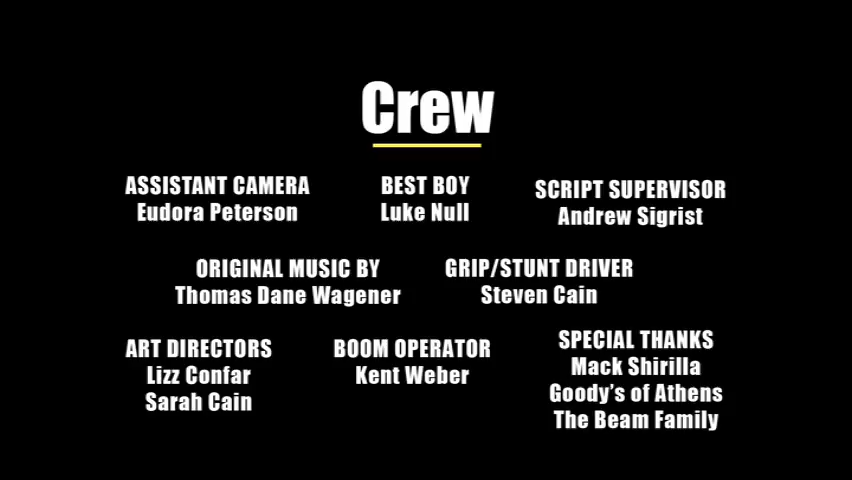 Crew
ASSISTANT CAMERA
Eudora Peterson
BEST BOY
Luke Null
SCRIPT SUPERVISOR
Andrew Sigrist
ORIGINAL MUSIC BY
Thomas Dane Wagener
GRIP/STUNT DRIVER
Steven Cain
ART DIRECTORS
Lizz Confar
Sarah Cain
BOOM OPERATOR
Kent Weber
SPECIAL THANKS
Mack Shirilla
Goody's of Athens
The Beam Family